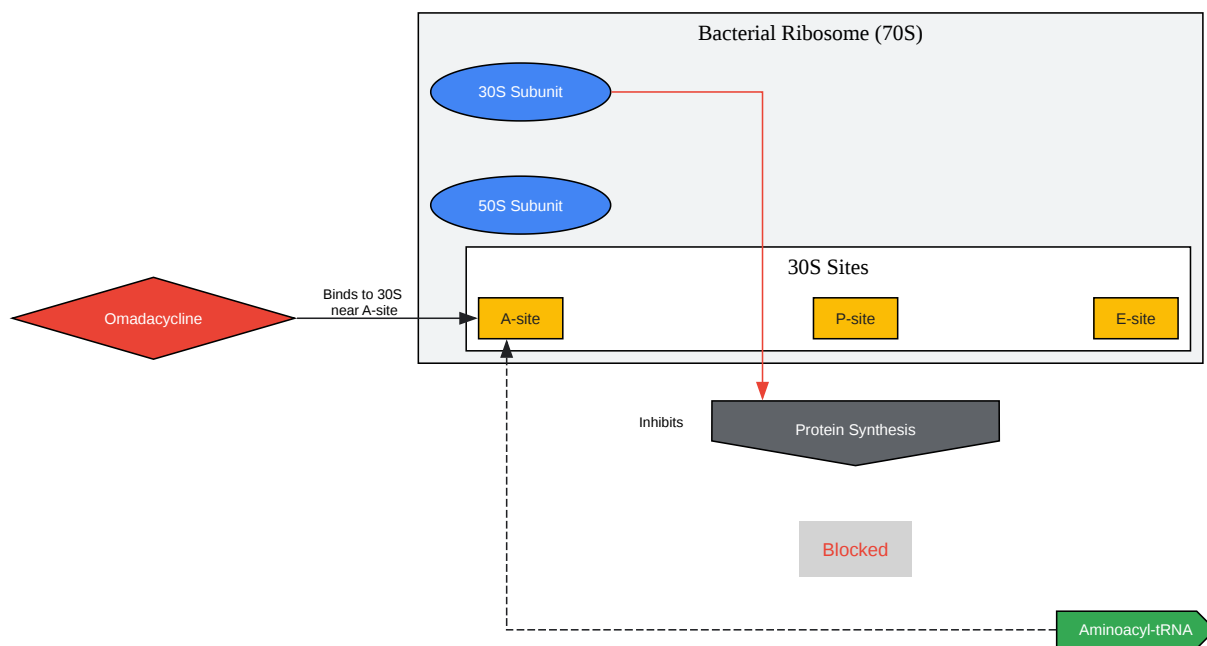 Bacterial Ribosome (70S)
30S Subunit
50S Subunit
30S Sites
Omadacycline
Binds to 30S
near A-site
A-site
P-site
E-site
Inhibits
Protein Synthesis
Blocked
Aminoacyl-tRNA